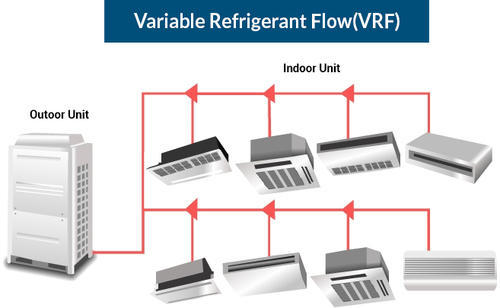 Variable Refrigerant Flow(VRF)
Indoor Unit
Outoor Unit